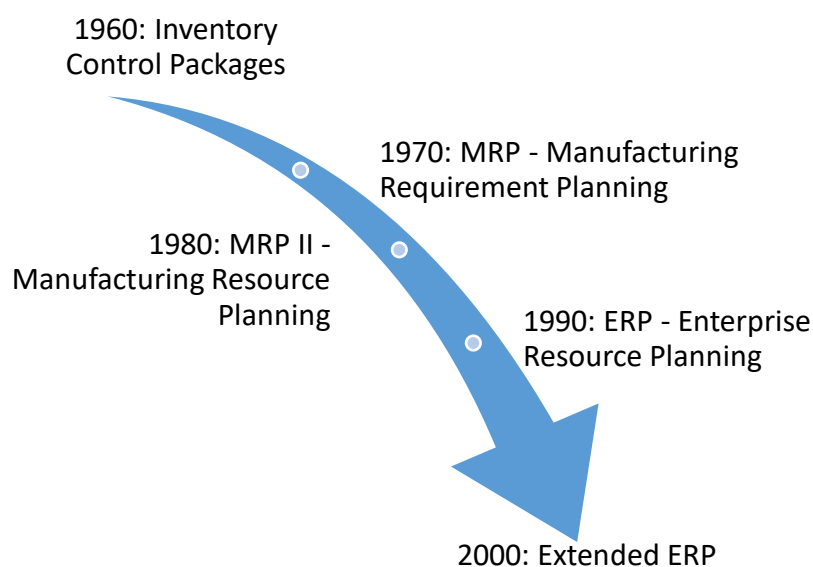 1960: Inventory
Control Packages
1970: MRP - Manufacturing
Requirement Planning
1980: MRP II -
Manufacturing Resource
Planning
1990: ERP - Enterprise
Resource Planning
2000: Extended ERP